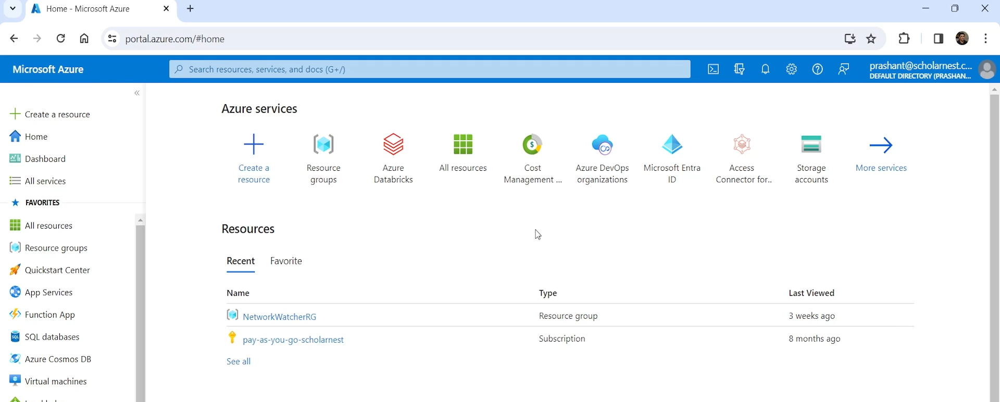 Home - Microsoft Azure
portal.azure.com/#home
Microsoft Azure
Search resources, services, and docs (G+/)
prashant@scholarnest.c...
DEFAULT DIRECTORY (PRASHAN...
Create a resource
Home
Dashboard
All services
FAVORITES
All resources
Resource groups
Quickstart Center
App Services
Function App
SQL databases
Azure Cosmos DB
Virtual machines
Azure services
Create a
resource
Resource
groups
Azure
Databricks
All resources
Cost
Management ...
Azure DevOps
organizations
Microsoft Entra
ID
Access
Connector for..
Storage
accounts
More services
Resources
Recent Favorite
Name Type Last Viewed
NetworkWatcherRG Resource group 3 weeks ago
pay-as-you-go-scholarnest Subscription 8 months ago
See all